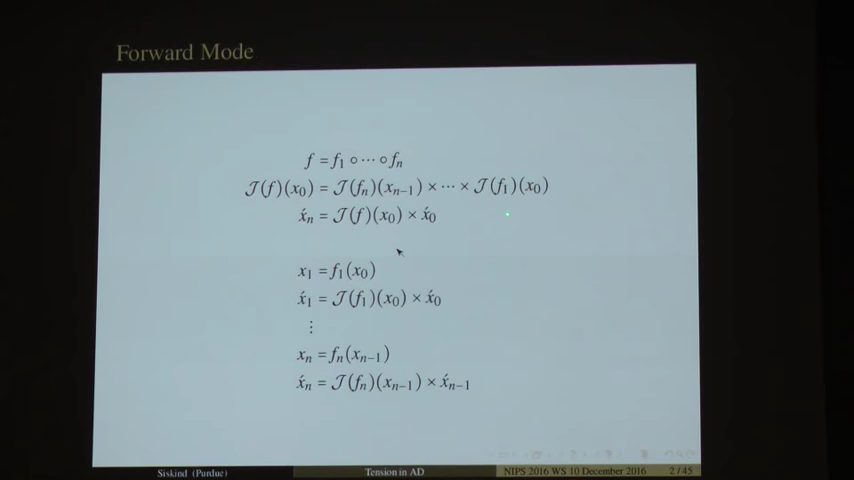 Forward Mode
f = f₁ ∘ ⋯ ∘ fₙ
𝒥(f)(x₀) = 𝒥(fₙ)(xₙ₋₁) × ⋯ × 𝒥(f₁)(x₀)
x́ₙ = 𝒥(f)(x₀) × x́₀
x₁ = f₁(x₀)
x́₁ = 𝒥(f₁)(x₀) × x́₀
⋮
xₙ = fₙ(xₙ₋₁)
x́ₙ = 𝒥(fₙ)(xₙ₋₁) × x́ₙ₋₁
Siskind (Purdue) Tension in AD NIPS 2016 WS 10 December 2016 2 / 45